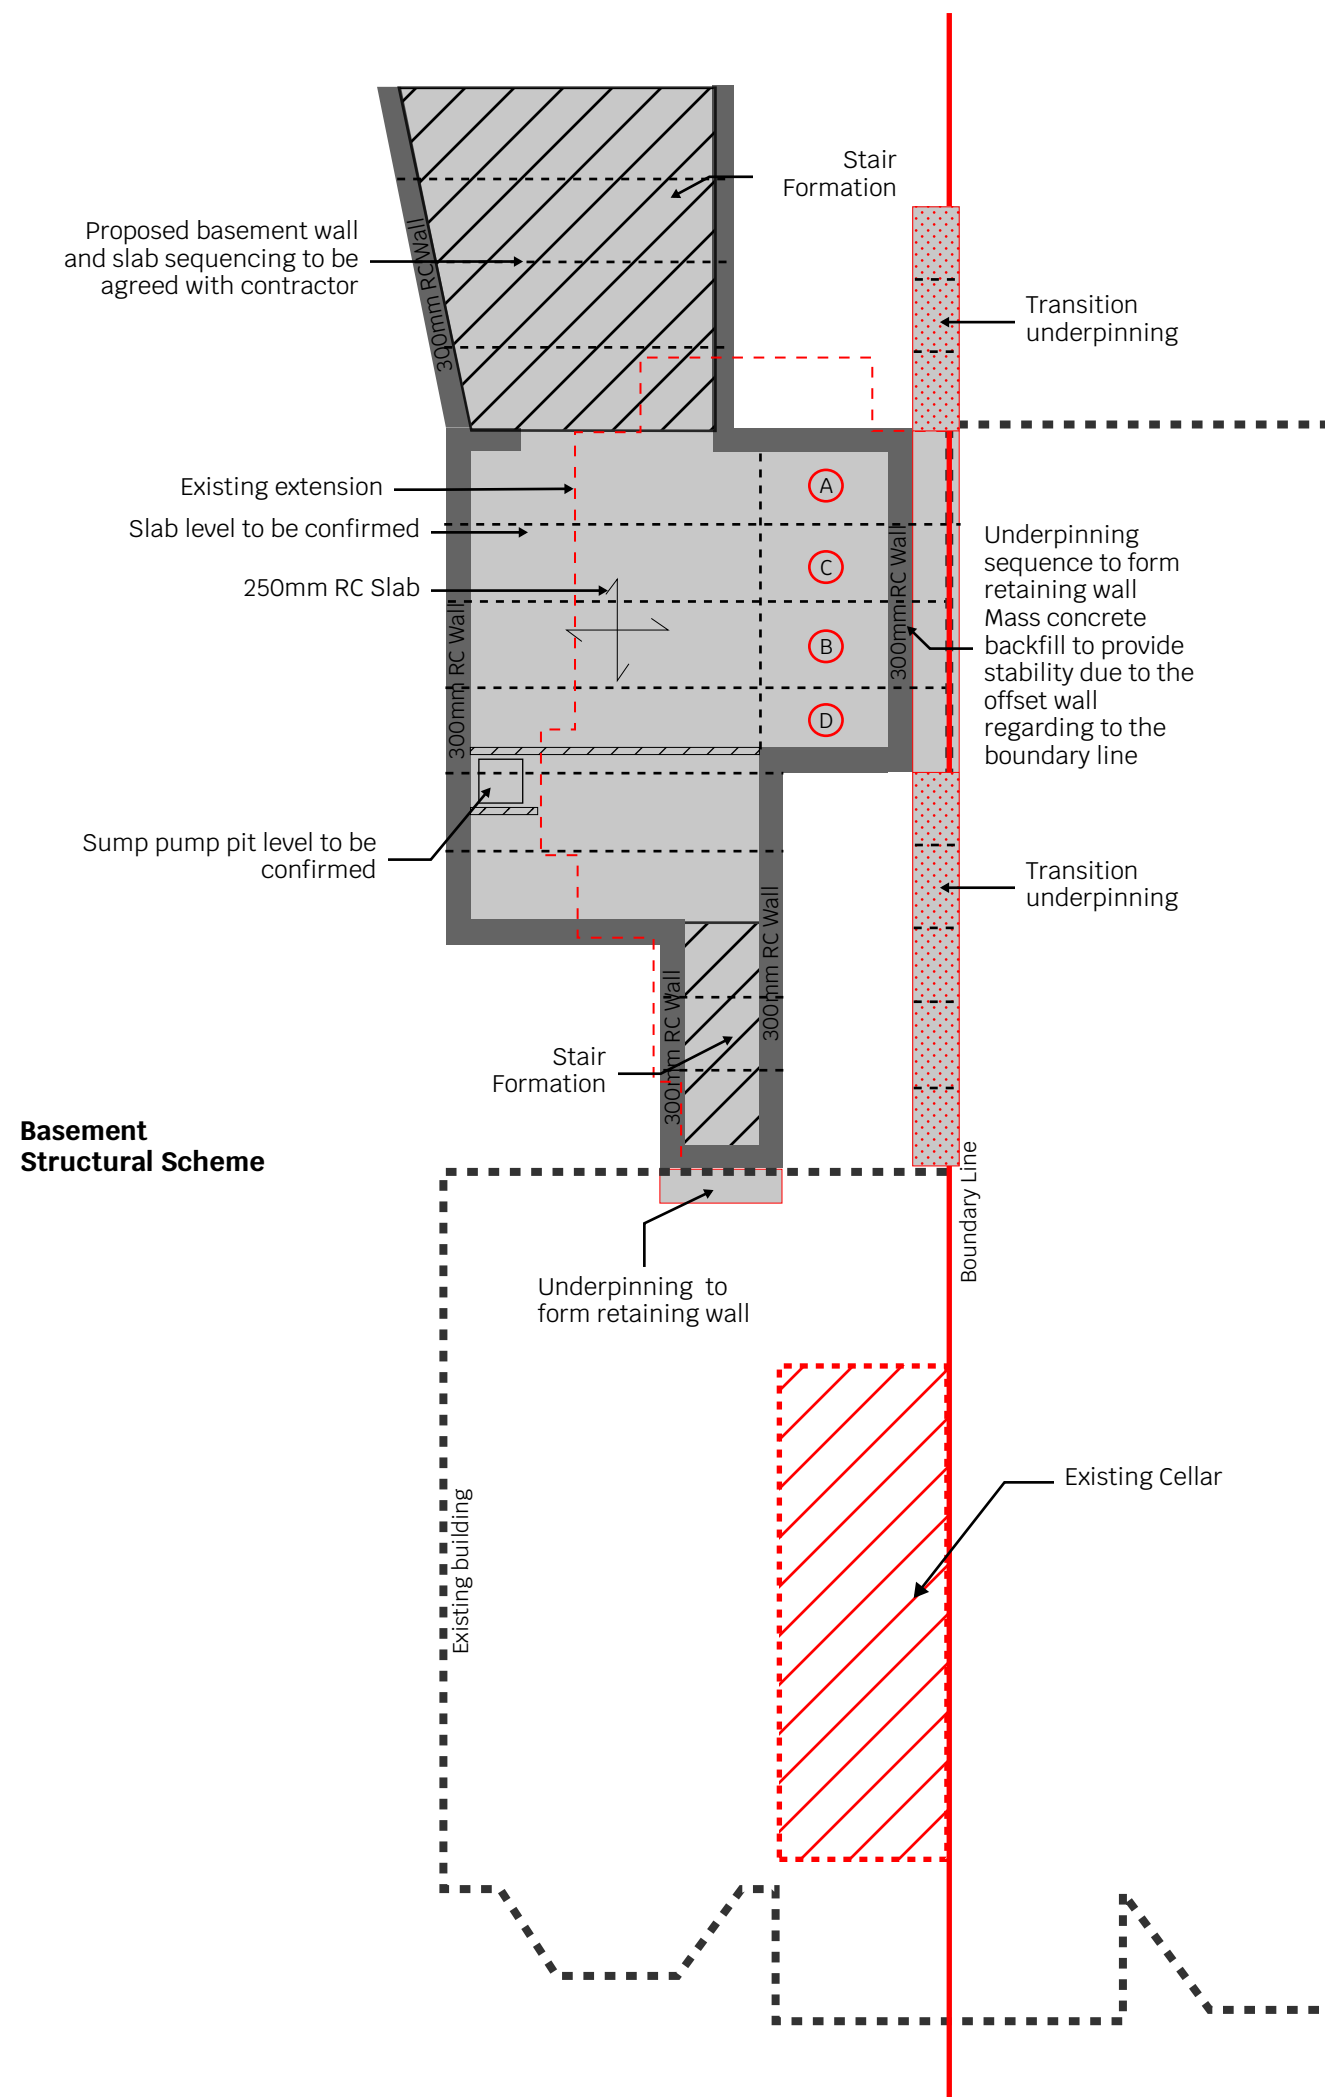 Stair
Formation
Proposed basement wall
and slab sequencing to be
agreed with contractor
300mm RC Wall
Transition
underpinning
Existing extension
Slab level to be confirmed
250mm RC Slab
300mm RC Wall
A
C
B
D
300mm RC Wall
Underpinning
sequence to form
retaining wall
Mass concrete
backfill to provide
stability due to the
offset wall
regarding to the
boundary line
Sump pump pit level to be
confirmed
Transition
underpinning
300mm RC Wall
300mm RC Wall
Stair
Formation
Basement
Structural Scheme
Boundary Line
Underpinning to
form retaining wall
Existing Cellar
Existing building